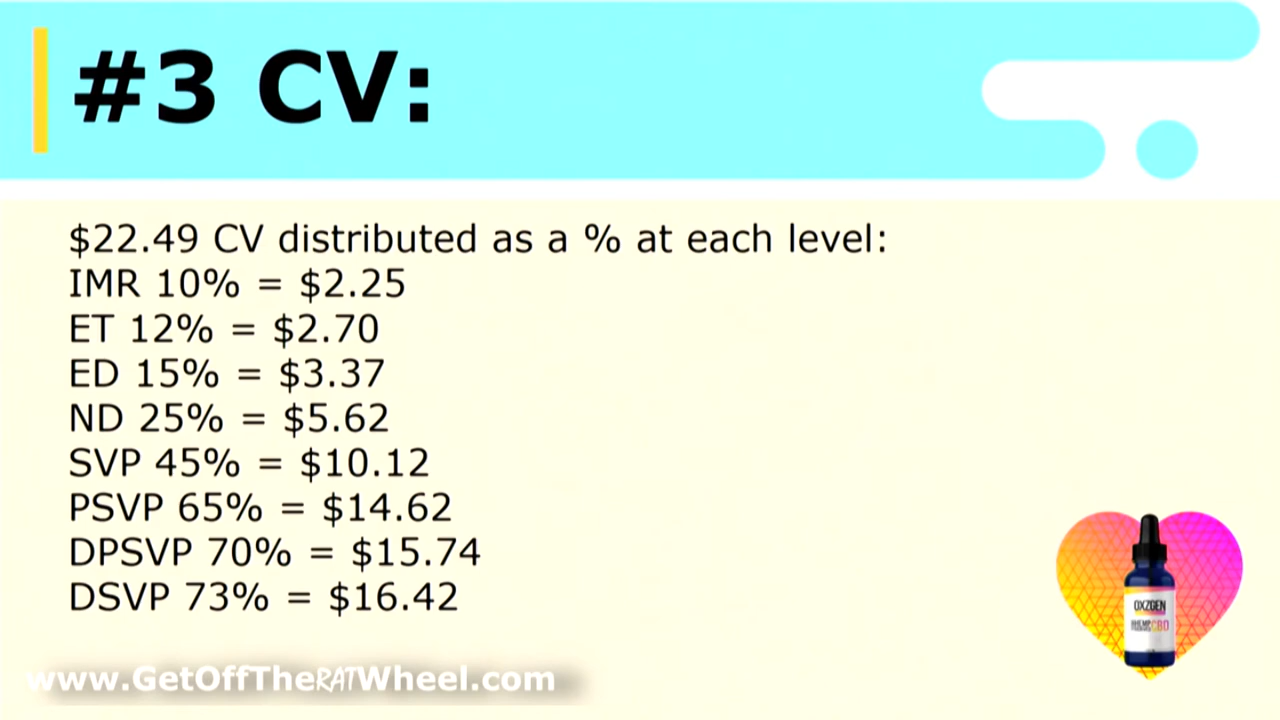 #3 CV:
$22.49 CV distributed as a % at each level:
IMR 10% = $2.25
ET 12% = $2.70
ED 15% = $3.37
ND 25% = $5.62
SVP 45% = $10.12
PSVP 65% = $14.62
DPSVP 70% = $15.74
DSVP 73% = $16.42
OXZGEN
CBD
www.GetOffTheRATWheel.com